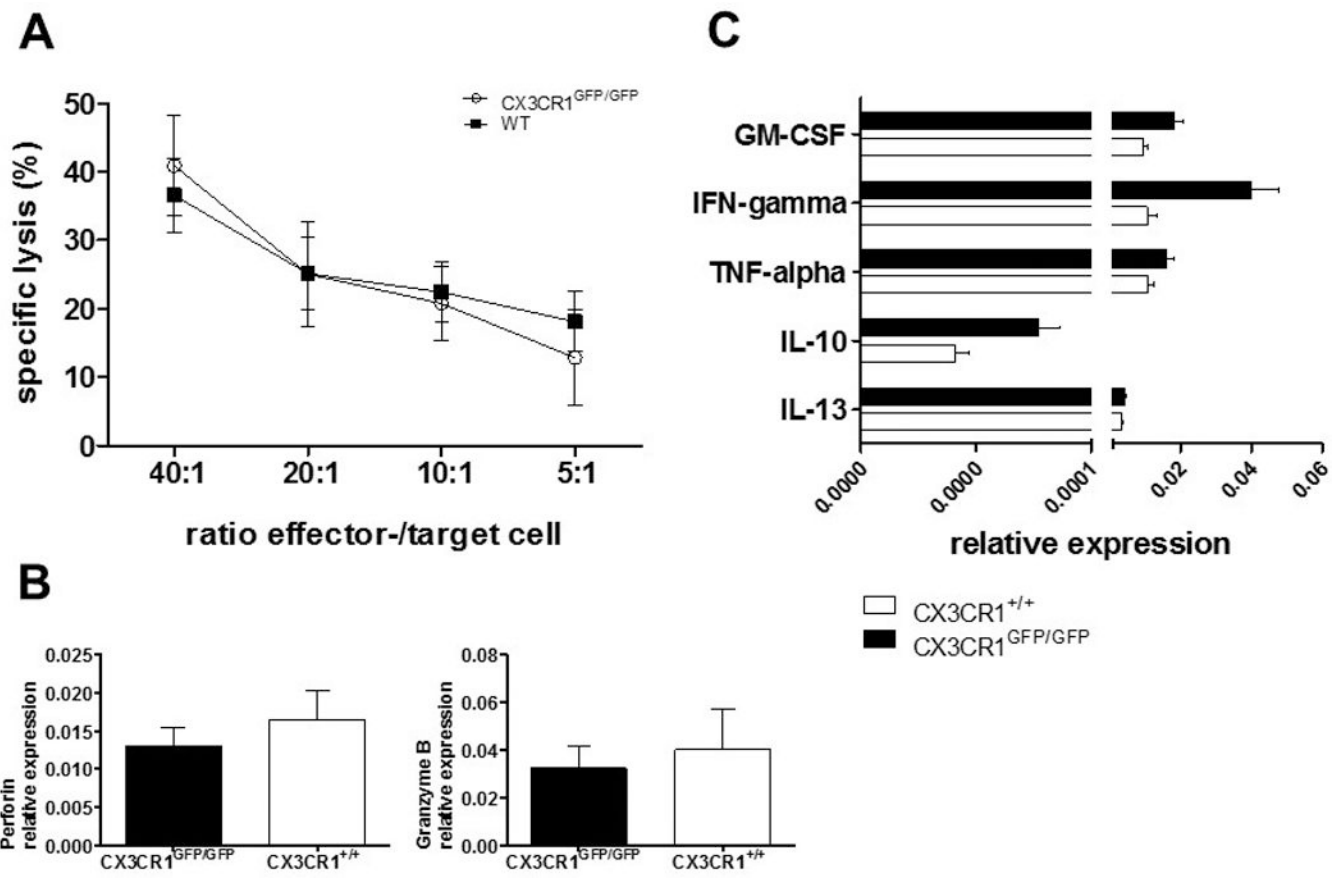 A
CX3CR1GFP/GFP
WT
50
40
30
20
10
0
specific lysis (%)
40:1
20:1
10:1
5:1
ratio effector-/target cell
C
GM-CSF
IFN-gamma
TNF-alpha
IL-10
IL-13
0.0000
0.0000
0.0001
0.02
0.04
0.06
relative expression
CX3CR1+/+
CX3CR1GFP/GFP
B
Perforin
relative expression
0.025
0.020
0.015
0.010
0.005
0.000
CX3CR1GFP/GFP
CX3CR1+/+
Granzyme B
relative expression
0.08
0.06
0.04
0.02
0.00
CX3CR1GFP/GFP
CX3CR1+/+